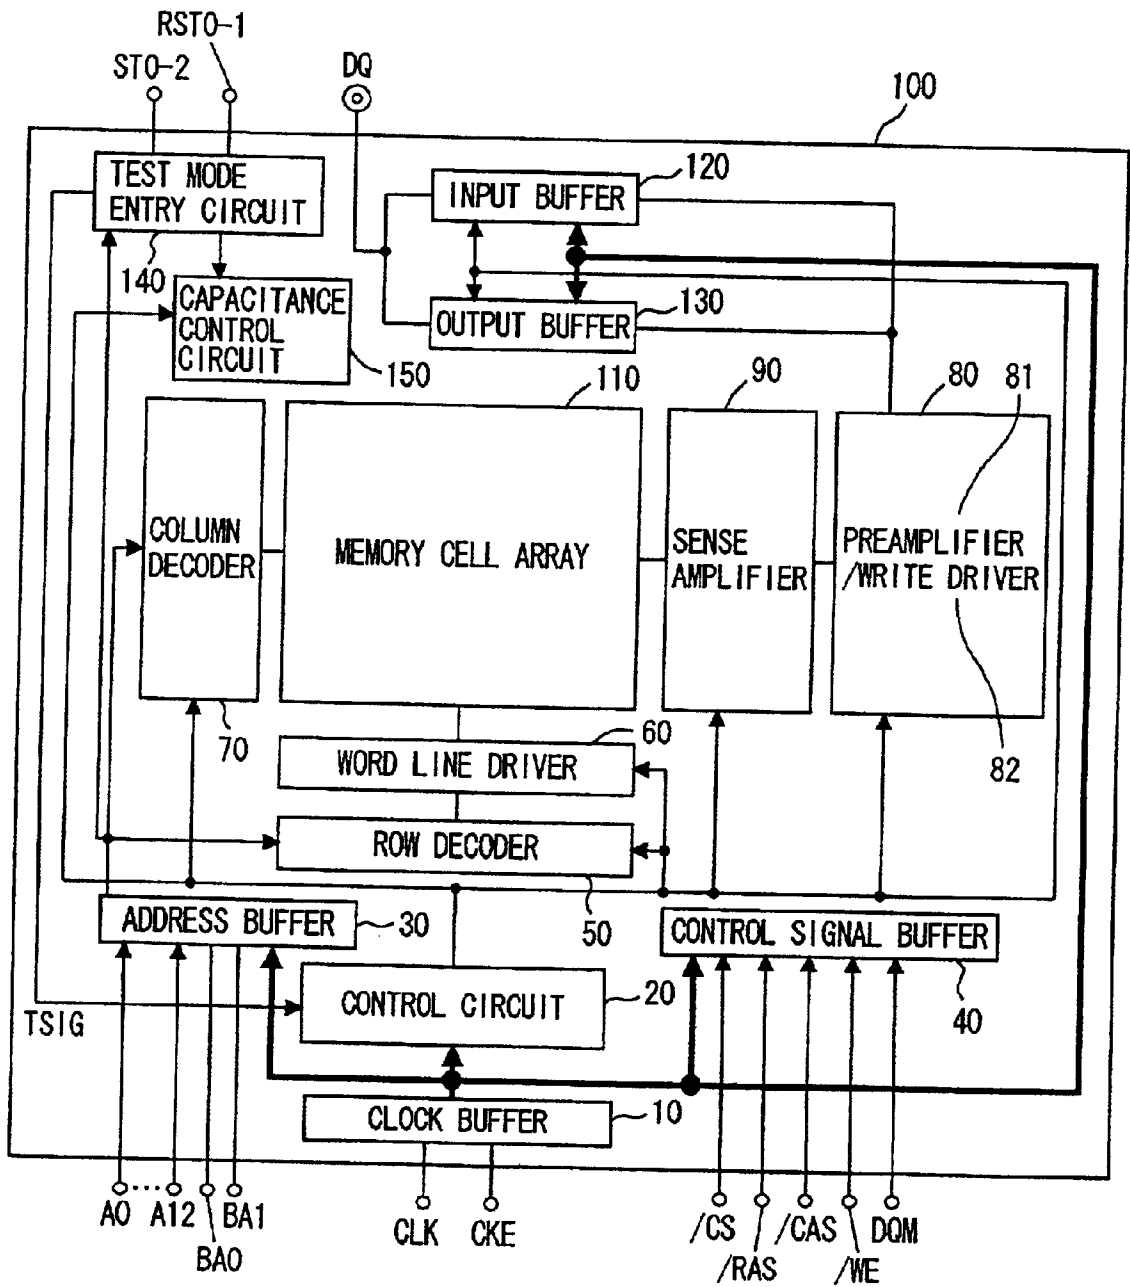 RST0-1
ST0-2
DQ
100
TEST MODE
ENTRY CIRCUIT
140
INPUT BUFFER
120
OUTPUT BUFFER
130
CAPACITANCE
CONTROL
CIRCUIT
150
110
90
80
81
COLUMN
DECODER
MEMORY CELL ARRAY
SENSE
AMPLIFIER
PREAMPLIFIER
/WRITE DRIVER
70
60
82
WORD LINE DRIVER
ROW DECODER
50
ADDRESS BUFFER
30
CONTROL SIGNAL BUFFER
40
CONTROL CIRCUIT
20
TSIG
CLOCK BUFFER
10
A0
A12
BA0
BA1
CLK
CKE
/CS
/RAS
/CAS
/WE
DQM